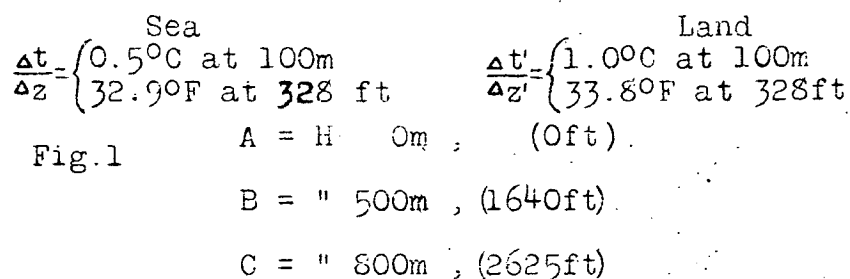 Sea Land
Δt/Δz = { 0.5°C at 100m Δt'/Δz' = { 1.0°C at 100m
32.9°F at 328 ft 33.8°F at 328ft
A = H 0m , (0ft).
Fig.1
B = " 500m , (1640ft).
C = " 800m , (2625ft)